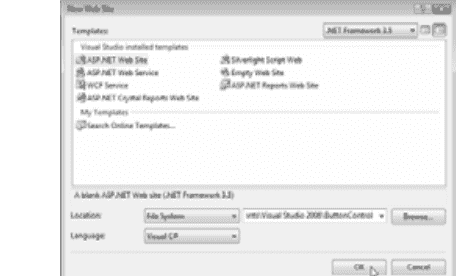 New Web Site
Templates: .NET Framework 3.5
Visual Studio installed templates
ASP.NET Web Site Silverlight Script Web
ASP.NET Web Service Empty Web Site
WCF Service ASP.NET Reports Web Site
ASP.NET Crystal Reports Web Site
My Templates
Search Online Templates...
A blank ASP.NET Web site (.NET Framework 3.5)
Location: File System Visual Studio 2008\ButtonControl Browse...
Language: Visual C#
OK Cancel